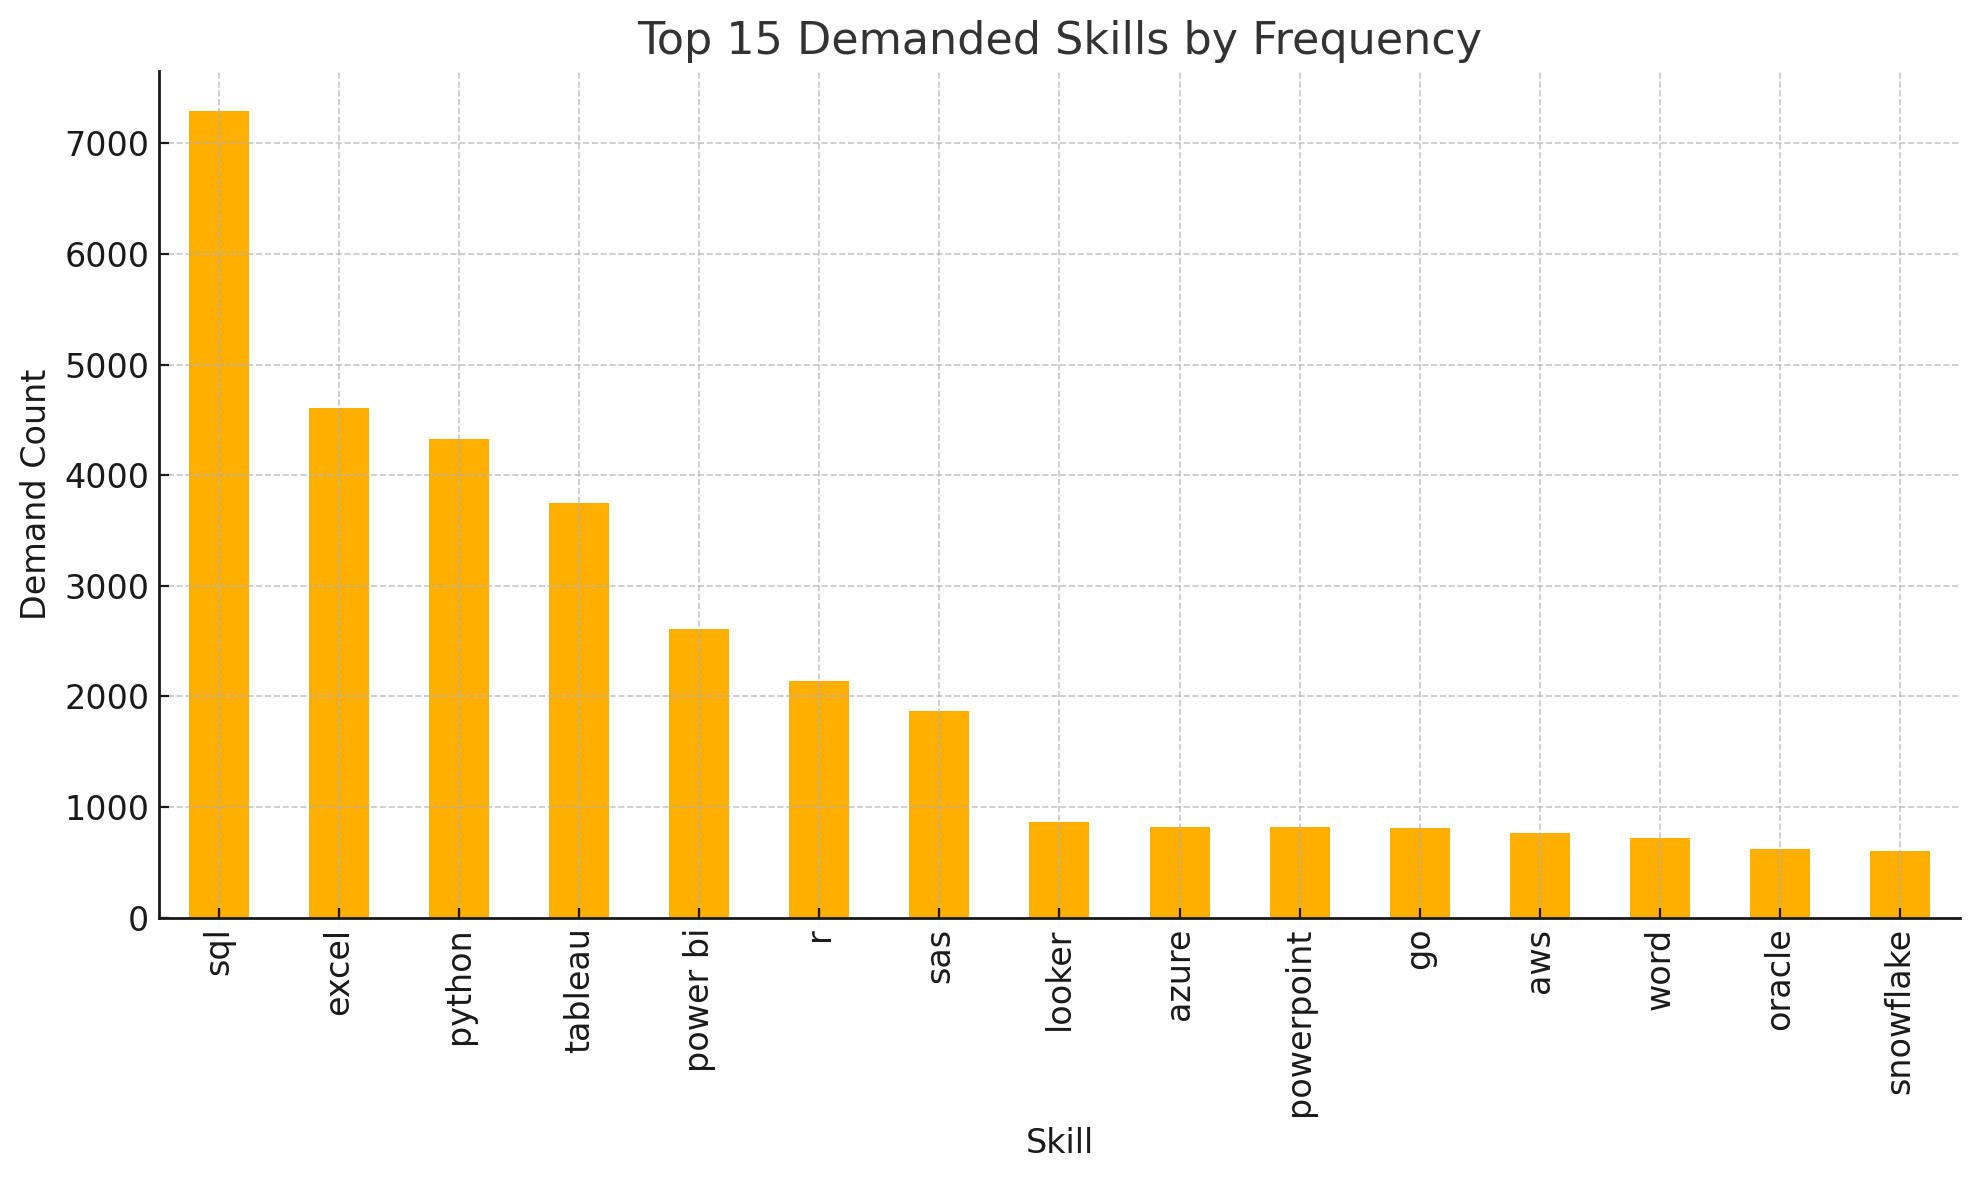 Top 15 Demanded Skills by Frequency
Demand Count
7000
6000
5000
4000
3000
2000
1000
0
sql
excel
python
tableau
power bi
r
sas
looker
azure
powerpoint
go
aws
word
oracle
snowflake
Skill